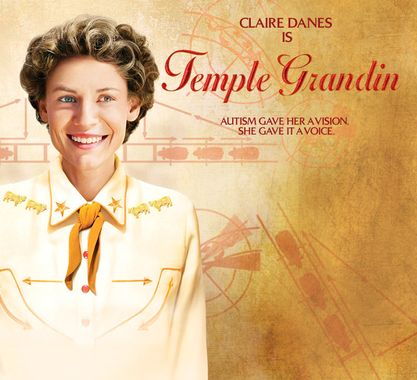 CLAIRE DANES
IS
Temple Grandin
AUTISM GAVE HER A VISION.
SHE GAVE IT A VOICE.